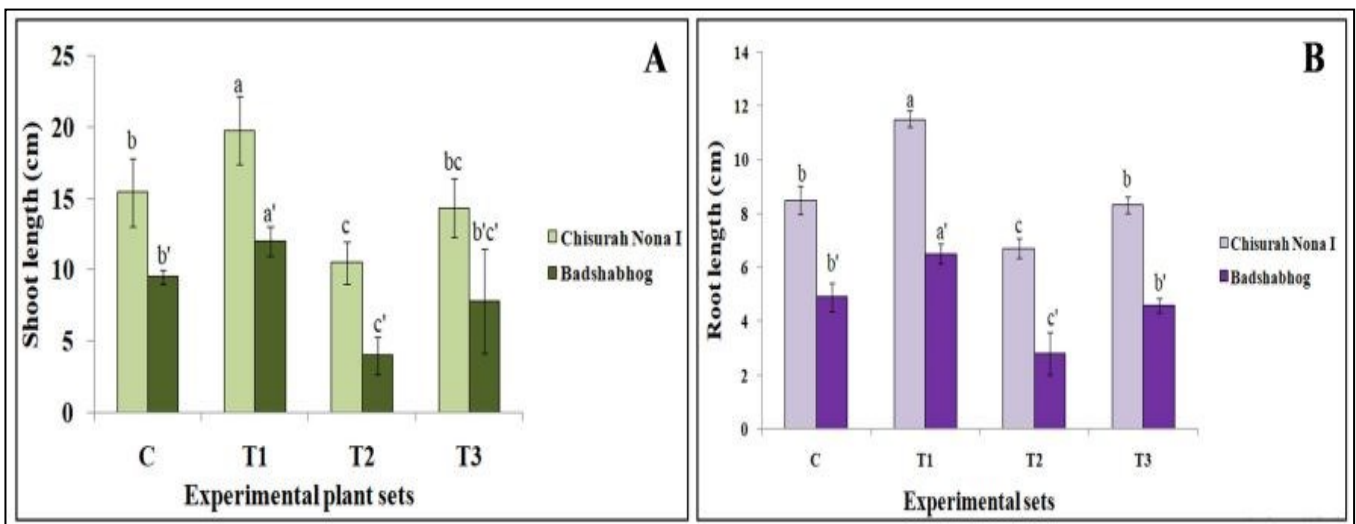 A
25
20
15
10
5
0
Shoot length (cm)
b
b'
a
a'
c
c'
bc
b'c'
Chisurah Nona I
Badshabhog
C T1 T2 T3
Experimental plant sets
B
14
12
10
8
6
4
2
0
Root length (cm)
b
b'
a
a'
c
c'
b
b'
Chisurah Nona I
Badshabhog
C T1 T2 T3
Experimental sets